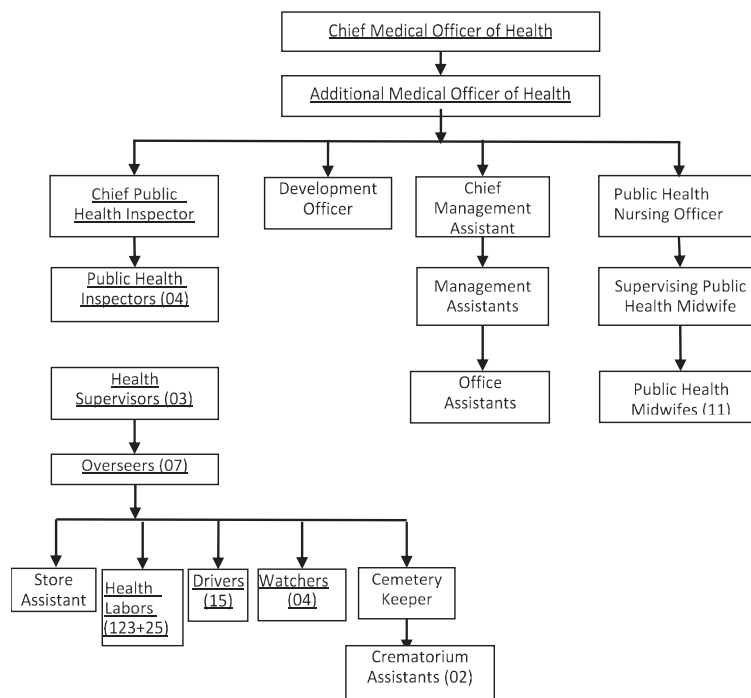 Chief Medical Officer of Health
Additional Medical Officer of Health
Chief Public
Health Inspector
Development
Officer
Chief
Management
Assistant
Public Health
Nursing Officer
Public Health
Inspectors (04)
Management
Assistants
Supervising Public
Health Midwife
Health
Supervisors (03)
Office
Assistants
Public Health
Midwifes (11)
Overseers (07)
Store
Assistant
Health
Labors
(123+25)
Drivers
(15)
Watchers
(04)
Cemetery
Keeper
Crematorium
Assistants (02)